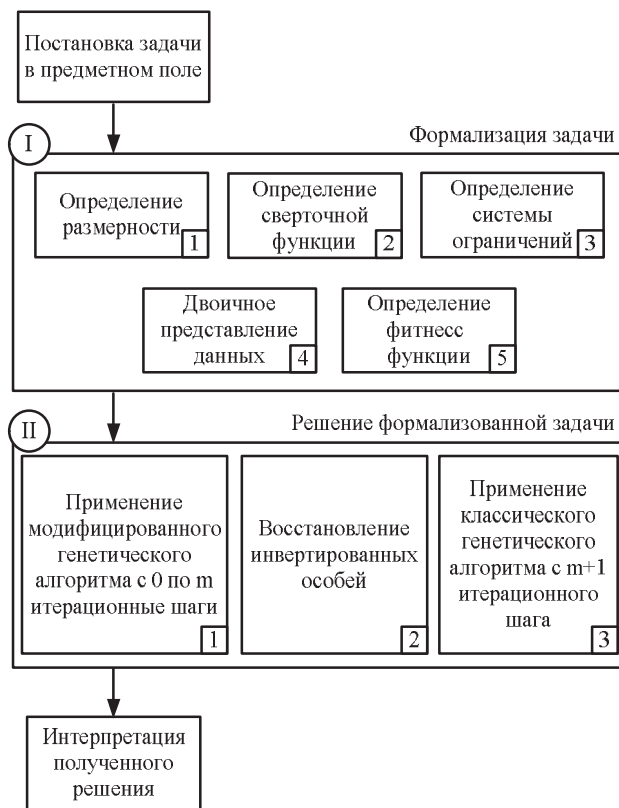 Постановка задачи
в предметном поле
I
Формализация задачи
Определение
размерности
1
Определение
сверточной
функции
2
Определение
системы
ограничений
3
Двоичное
представление
данных
4
Определение
фитнесс
функции
5
II
Решение формализованной задачи
Применение
модифицированного
генетического
алгоритма с 0 по m
итерационные шаги
1
Восстановление
инвертированных
особей
2
Применение
классического
генетического
алгоритма с m+1
итерационного
шага
3
Интерпретация
полученного
решения